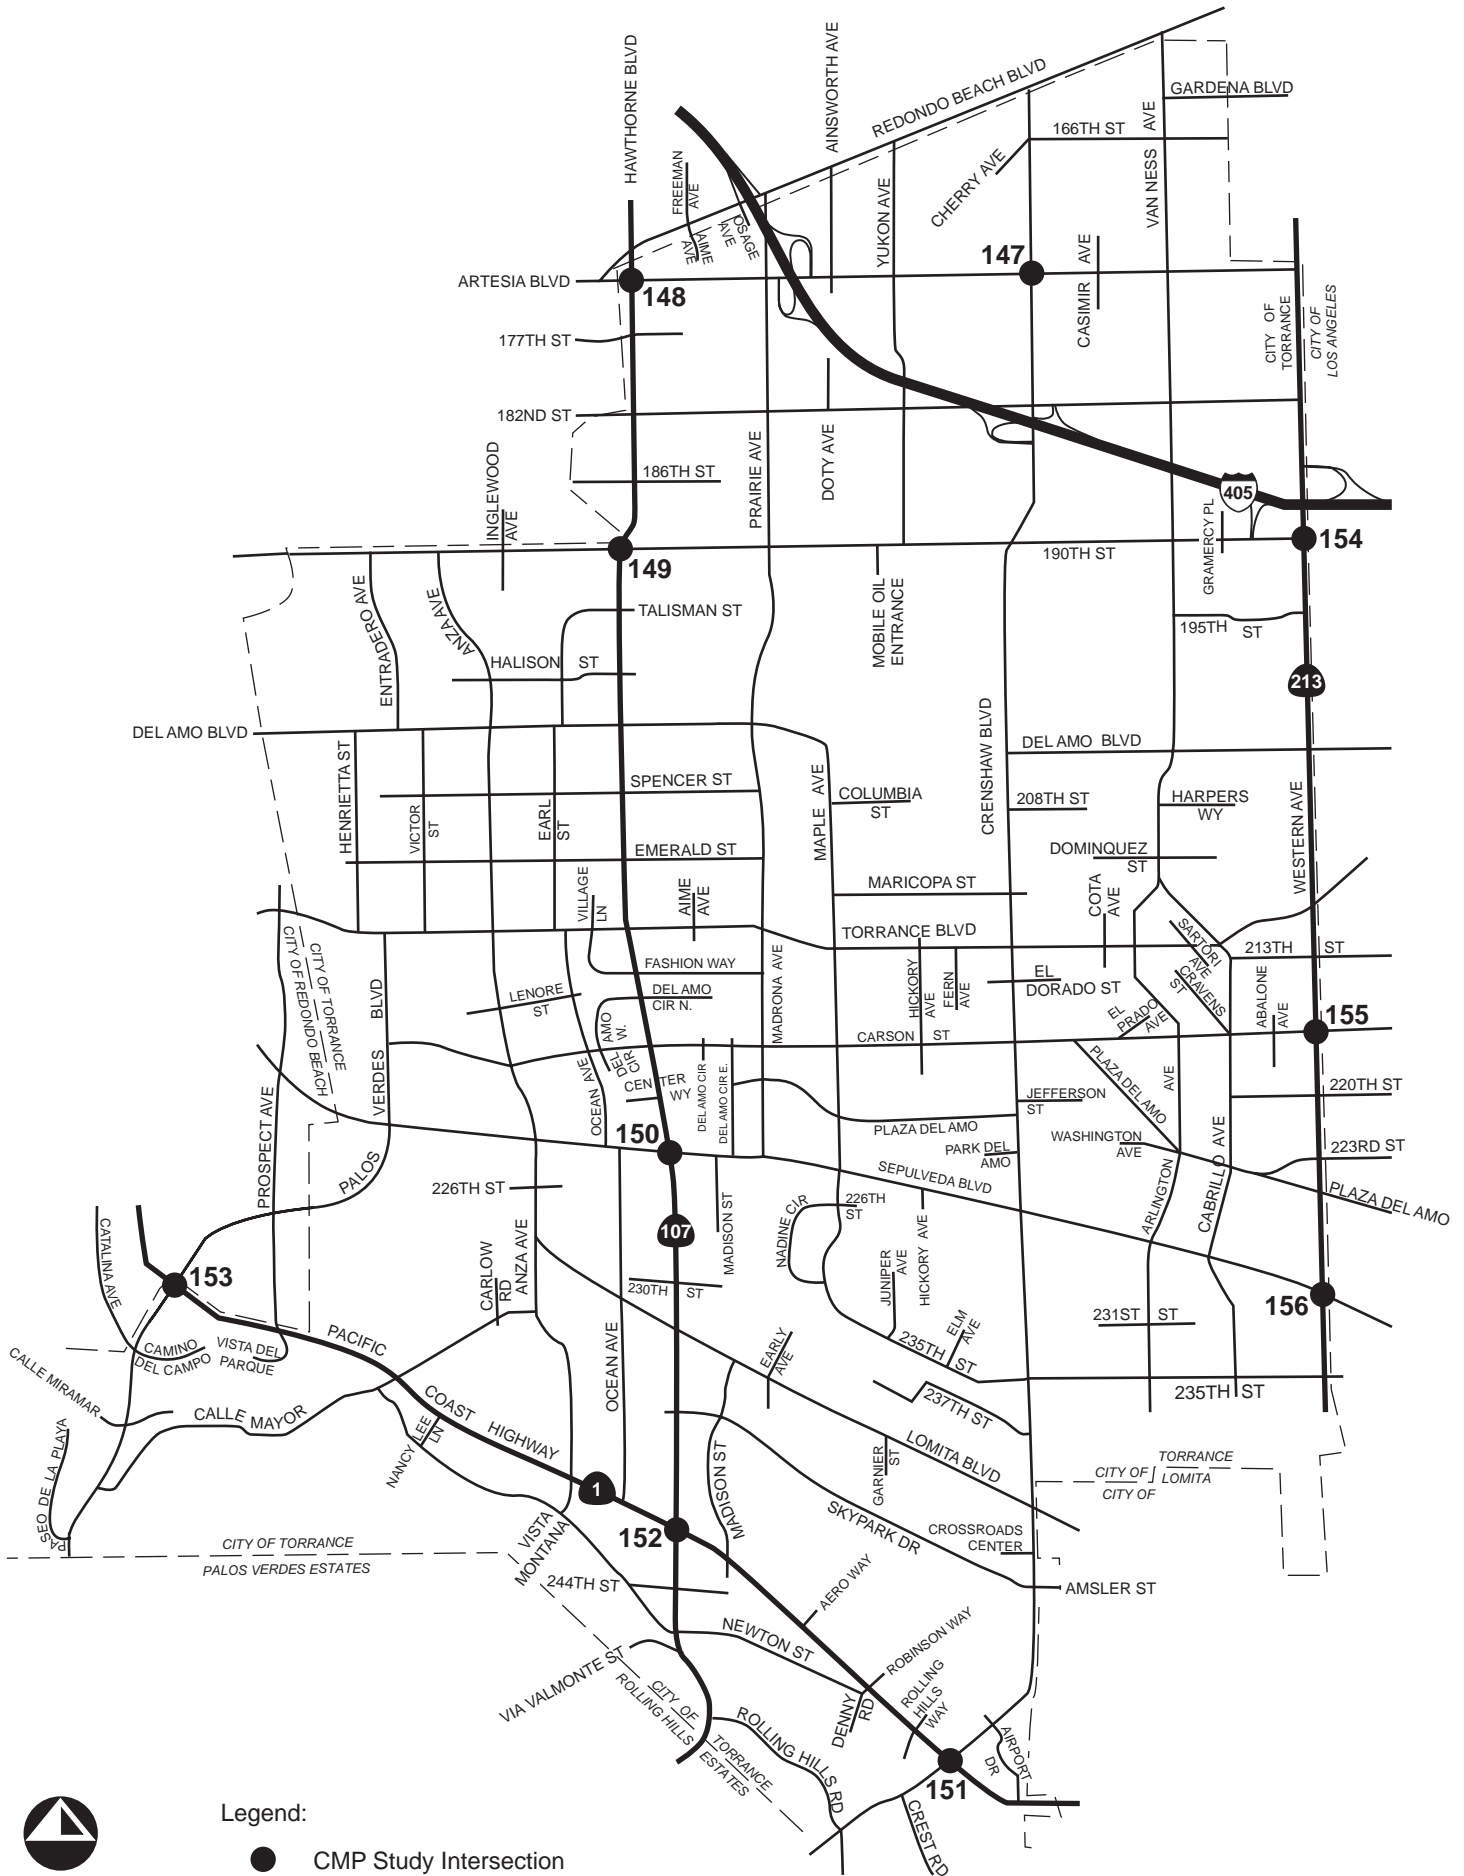 HAWTHORNE BLVD
AINSWORTH AVE
REDONDO BEACH BLVD
GARDENA BLVD
166TH ST
VAN NESS AVE
CHERRY AVE
YUKON AVE
FREEMAN
AVE
AIME
AVE
OSAGE
AVE
147
CASIMIR AVE
ARTESIA BLVD
148
177TH ST
CITY OF
TORRANCE
CITY OF
LOS ANGELES
182ND ST
186TH ST
INGLEWOOD
AVE
PRAIRIE AVE
DOTY AVE
405
GRAMERCY PL
154
149
190TH ST
MOBILE OIL
ENTRANCE
ENTRADERO AVE
ANZA AVE
TALISMAN ST
195TH ST
HALISON ST
213
DEL AMO BLVD
DEL AMO BLVD
HENRIETTA ST
VICTOR
ST
EARL
ST
SPENCER ST
MAPLE AVE
COLUMBIA
ST
CRENSHAW BLVD
208TH ST
HARPERS
WY
WESTERN AVE
EMERALD ST
DOMINQUEZ
ST
VILLAGE
LN
AIME
AVE
MARICOPA ST
COTA
AVE
TORRANCE BLVD
SARTORI
AVE
CRAVENS
ST
213TH ST
CITY OF TORRANCE
CITY OF REDONDO BEACH
FASHION WAY
MADRONA AVE
HICKORY
AVE
FERN
AVE
EL
DORADO ST
LENORE
ST
DEL AMO
CIR N.
DEL AMO
CIR W.
EL
PRADO
AVE
ABALONE
AVE
155
CARSON ST
PALOS VERDES BLVD
PROSPECT AVE
OCEAN AVE
CENTER
WY
DEL AMO CIR
DEL AMO CIR E.
PLAZA DEL AMO
JEFFERSON
ST
PLAZA DEL AMO
220TH ST
150
WASHINGTON
AVE
PARK DEL
AMO
223RD ST
SEPULVEDA BLVD
PLAZA DEL AMO
226TH ST
226TH
ST
NADINE CIR
ARLINGTON AVE
CABRILLO AVE
107
MADISON ST
CATALINA AVE
153
CARLOW
RD
ANZA AVE
230TH ST
JUNIPER
AVE
HICKORY AVE
156
231ST ST
ELM
AVE
235TH ST
EARLY
AVE
OCEAN AVE
CAMINO
DEL CAMPO
VISTA DEL
PARQUE
PACIFIC COAST HIGHWAY
CALLE MIRAMAR
CALLE MAYOR
235TH ST
237TH ST
NANCY LEE
LN
PASEO DE LA PLAYA
LOMITA BLVD
GARNIER
ST
CITY OF TORRANCE
CITY OF LOMITA
1
MADISON ST
SKYPARK DR
VISTA
MONTANA
152
CROSSROADS
CENTER
CITY OF TORRANCE
PALOS VERDES ESTATES
244TH ST
AERO WAY
AMSLER ST
NEWTON ST
ROBINSON WAY
VIA VALMONTE ST
CITY OF TORRANCE
ROLLING HILLS ESTATES
ROLLING HILLS RD
DENNY
RD
ROLLING
HILLS
WAY
AIRPORT
DR
151
CREST RD
Legend:
CMP Study Intersection